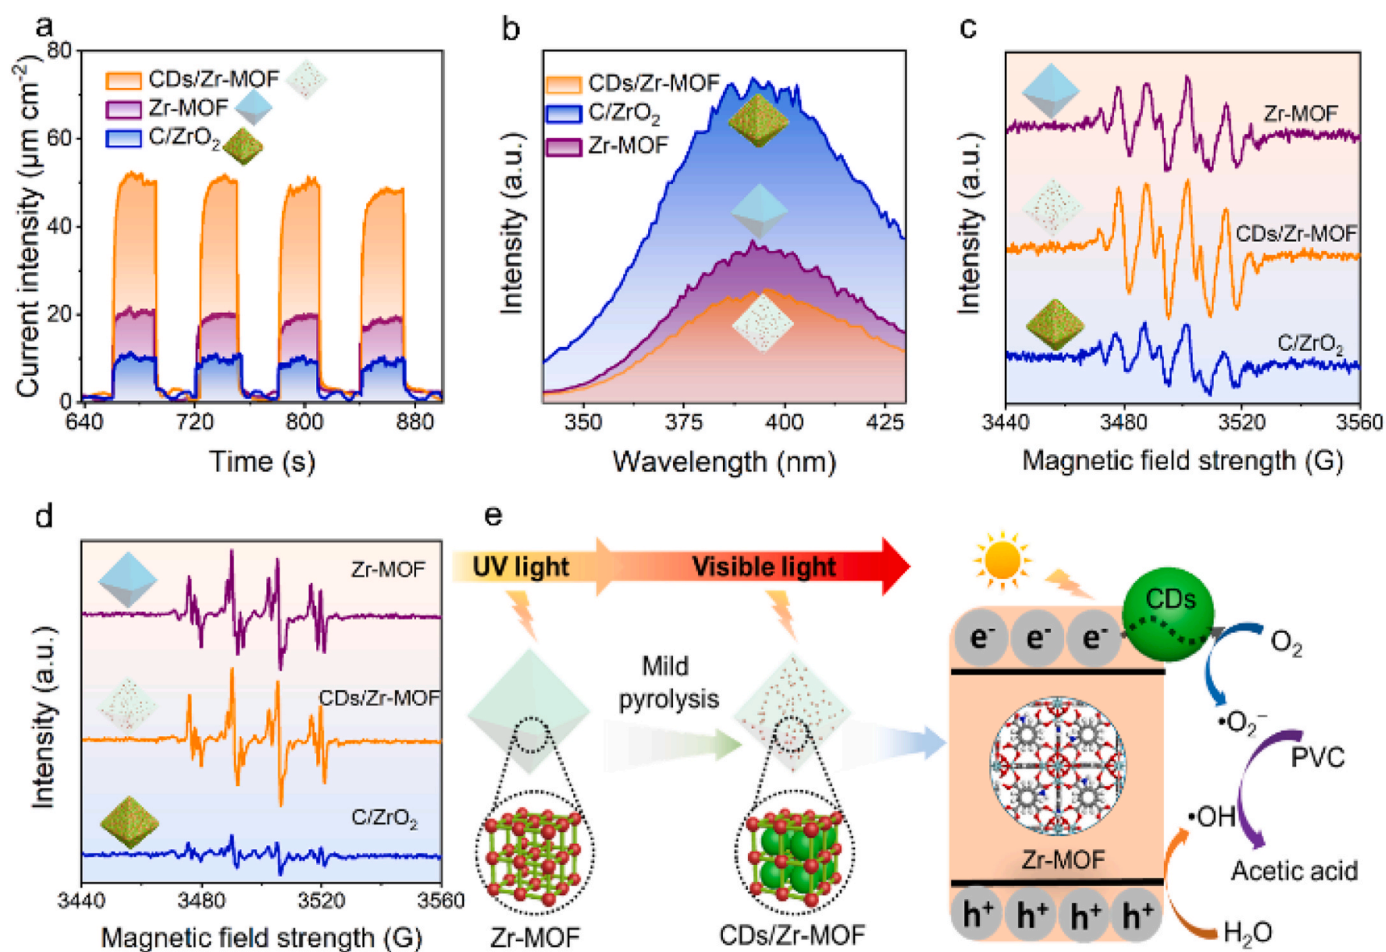 a
Current intensity (µm cm⁻²)
80
60
40
20
0
CDs/Zr-MOF
Zr-MOF
C/ZrO₂
640
720
800
880
Time (s)
b
Intensity (a.u.)
CDs/Zr-MOF
C/ZrO₂
Zr-MOF
350
375
400
425
Wavelength (nm)
c
Intensity (a.u.)
Zr-MOF
CDs/Zr-MOF
C/ZrO₂
3440
3480
3520
3560
Magnetic field strength (G)
d
Intensity (a.u.)
Zr-MOF
CDs/Zr-MOF
C/ZrO₂
3440
3480
3520
3560
Magnetic field strength (G)
e
UV light
Visible light
Mild
pyrolysis
Zr-MOF
CDs/Zr-MOF
e⁻ e⁻ e⁻
CDs
O₂
•O₂⁻
PVC
•OH
Zr-MOF
Acetic acid
h⁺ h⁺ h⁺ h⁺
H₂O